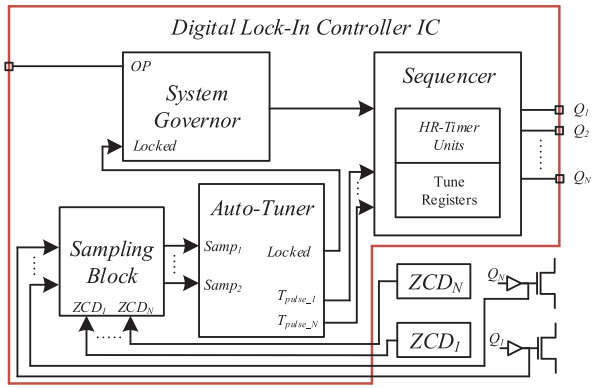 Digital Lock-In Controller IC
OP
System
Governor
Locked
Sequencer
HR-Timer
Units
Tune
Registers
Q1
Q2
......
QN
Auto-Tuner
Samp1
Samp2
Locked
Tpulse_1
Tpulse_N
Sampling
Block
ZCD1 ZCDN
ZCDN
ZCD1
QN
Q1